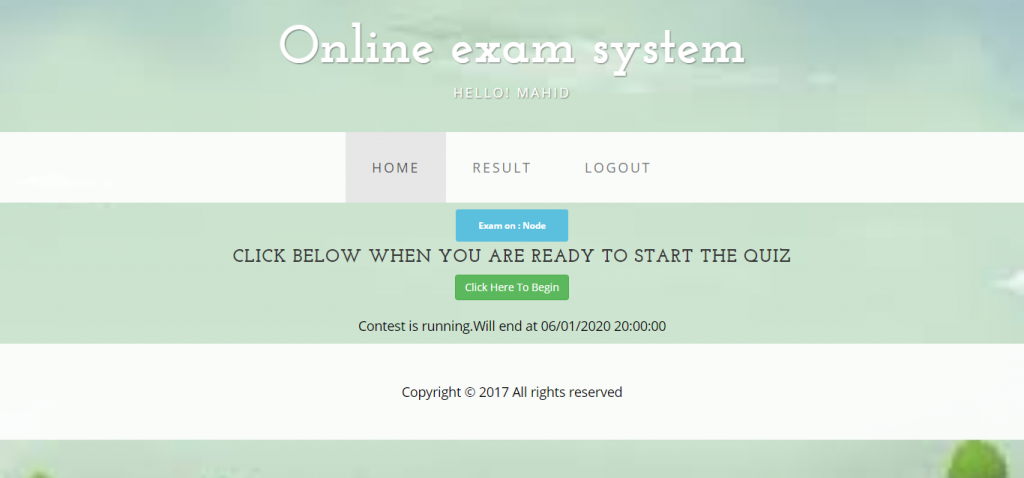 Online exam system
HELLO! MAHID
HOME RESULT LOGOUT
Exam on : Node
CLICK BELOW WHEN YOU ARE READY TO START THE QUIZ
Click Here To Begin
Contest is running.Will end at 06/01/2020 20:00:00
Copyright © 2017 All rights reserved